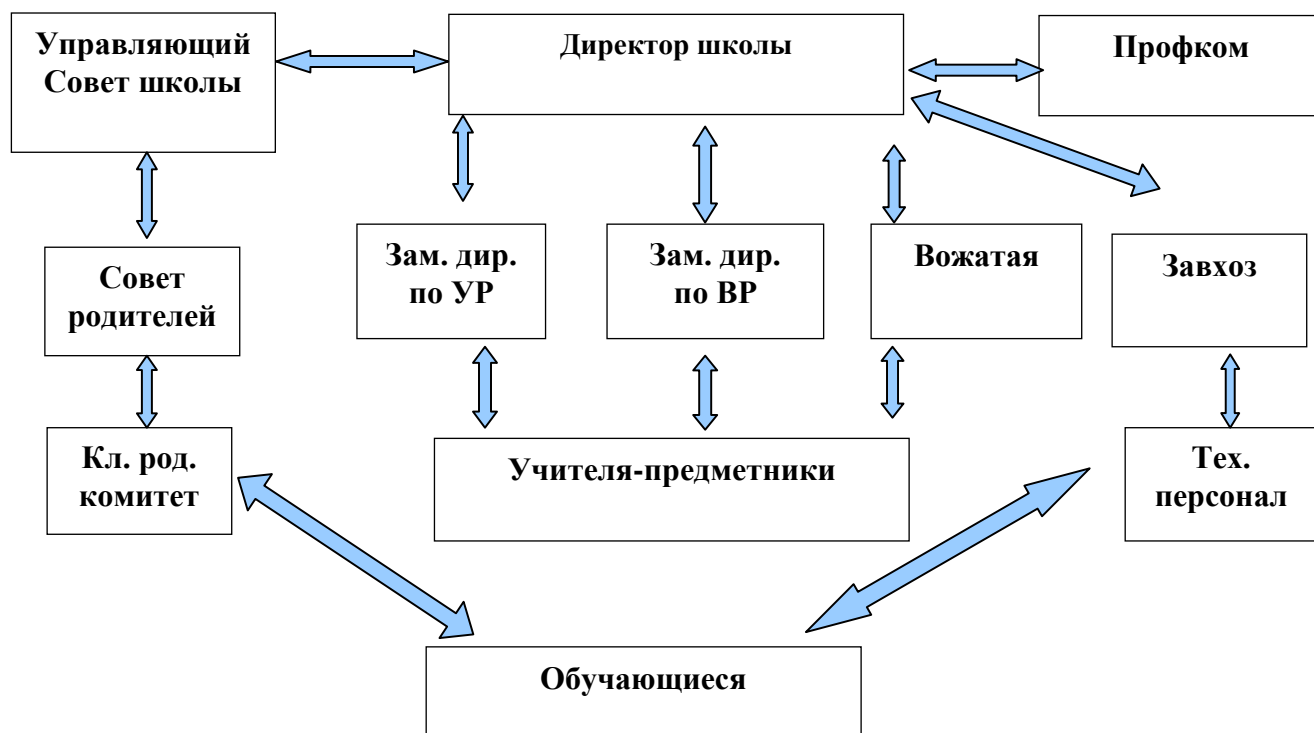 Управляющий
Совет школы
Директор школы
Профком
Совет
родителей
Зам. дир.
по УР
Зам. дир.
по ВР
Вожатая
Завхоз
Кл. род.
комитет
Учителя-предметники
Тех.
персонал
Обучающиеся